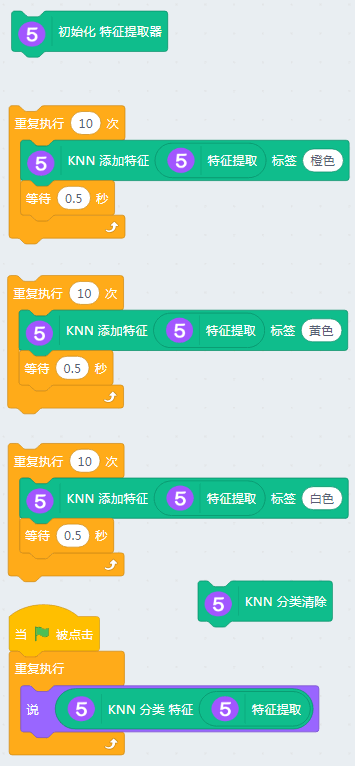 5 初始化 特征提取器
重复执行 10 次
5 KNN 添加特征 5 特征提取 标签 橙色
等待 0.5 秒
重复执行 10 次
5 KNN 添加特征 5 特征提取 标签 黄色
等待 0.5 秒
重复执行 10 次
5 KNN 添加特征 5 特征提取 标签 白色
等待 0.5 秒
5 KNN 分类清除
当 被点击
重复执行
说 5 KNN 分类 特征 5 特征提取